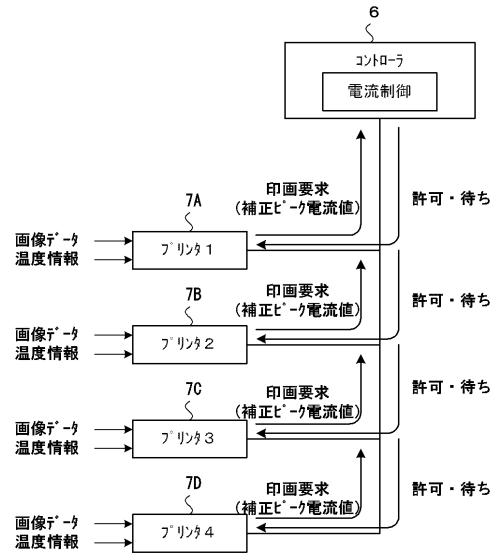 6
コントローラ
電流制御
7A
印画要求
(補正ピーク電流値)
許可・待ち
画像データ
温度情報
プリンタ1
7B
印画要求
(補正ピーク電流値)
許可・待ち
画像データ
温度情報
プリンタ2
7C
印画要求
(補正ピーク電流値)
許可・待ち
画像データ
温度情報
プリンタ3
7D
印画要求
(補正ピーク電流値)
許可・待ち
画像データ
温度情報
プリンタ4